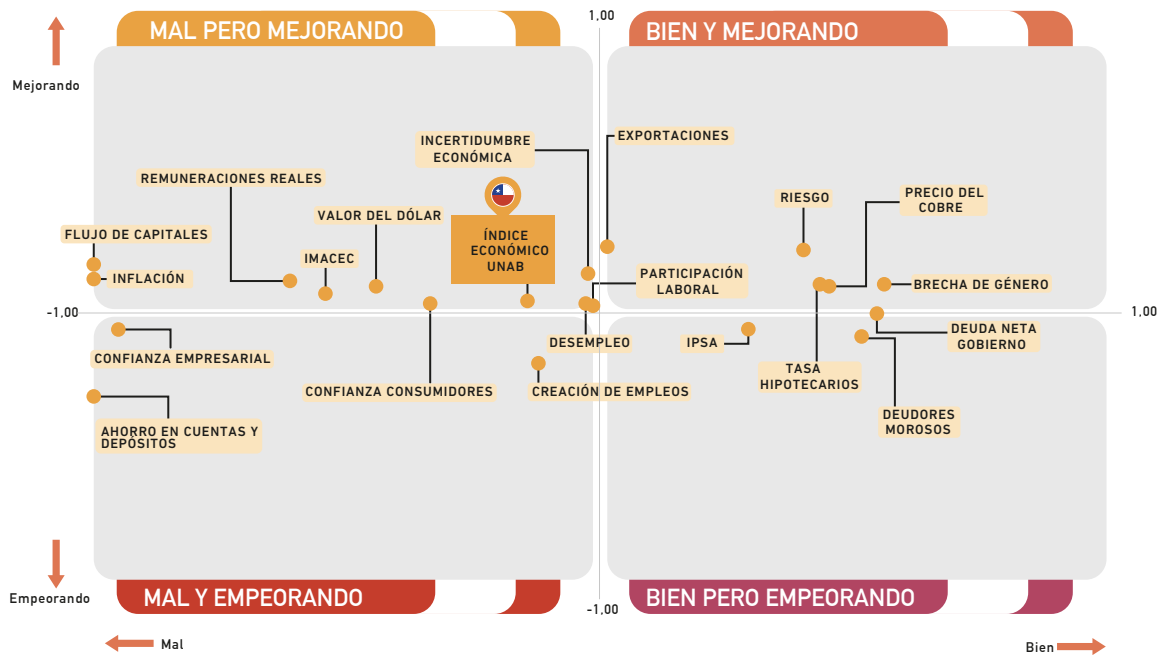 MAL PERO MEJORANDO
BIEN Y MEJORANDO
1,00
Mejorando
INCERTIDUMBRE
ECONÓMICA
EXPORTACIONES
REMUNERACIONES REALES
RIESGO
PRECIO DEL
COBRE
VALOR DEL DÓLAR
FLUJO DE CAPITALES
ÍNDICE
ECONÓMICO
UNAB
IMACEC
INFLACIÓN
PARTICIPACIÓN
LABORAL
BRECHA DE GÉNERO
-1,00
1,00
CONFIANZA EMPRESARIAL
DESEMPLEO
IPSA
DEUDA NETA
GOBIERNO
TASA
HIPOTECARIOS
CONFIANZA CONSUMIDORES
CREACIÓN DE EMPLEOS
DEUDORES
MOROSOS
AHORRO EN CUENTAS Y
DEPÓSITOS
Empeorando
MAL Y EMPEORANDO
BIEN PERO EMPEORANDO
-1,00
Mal
Bien